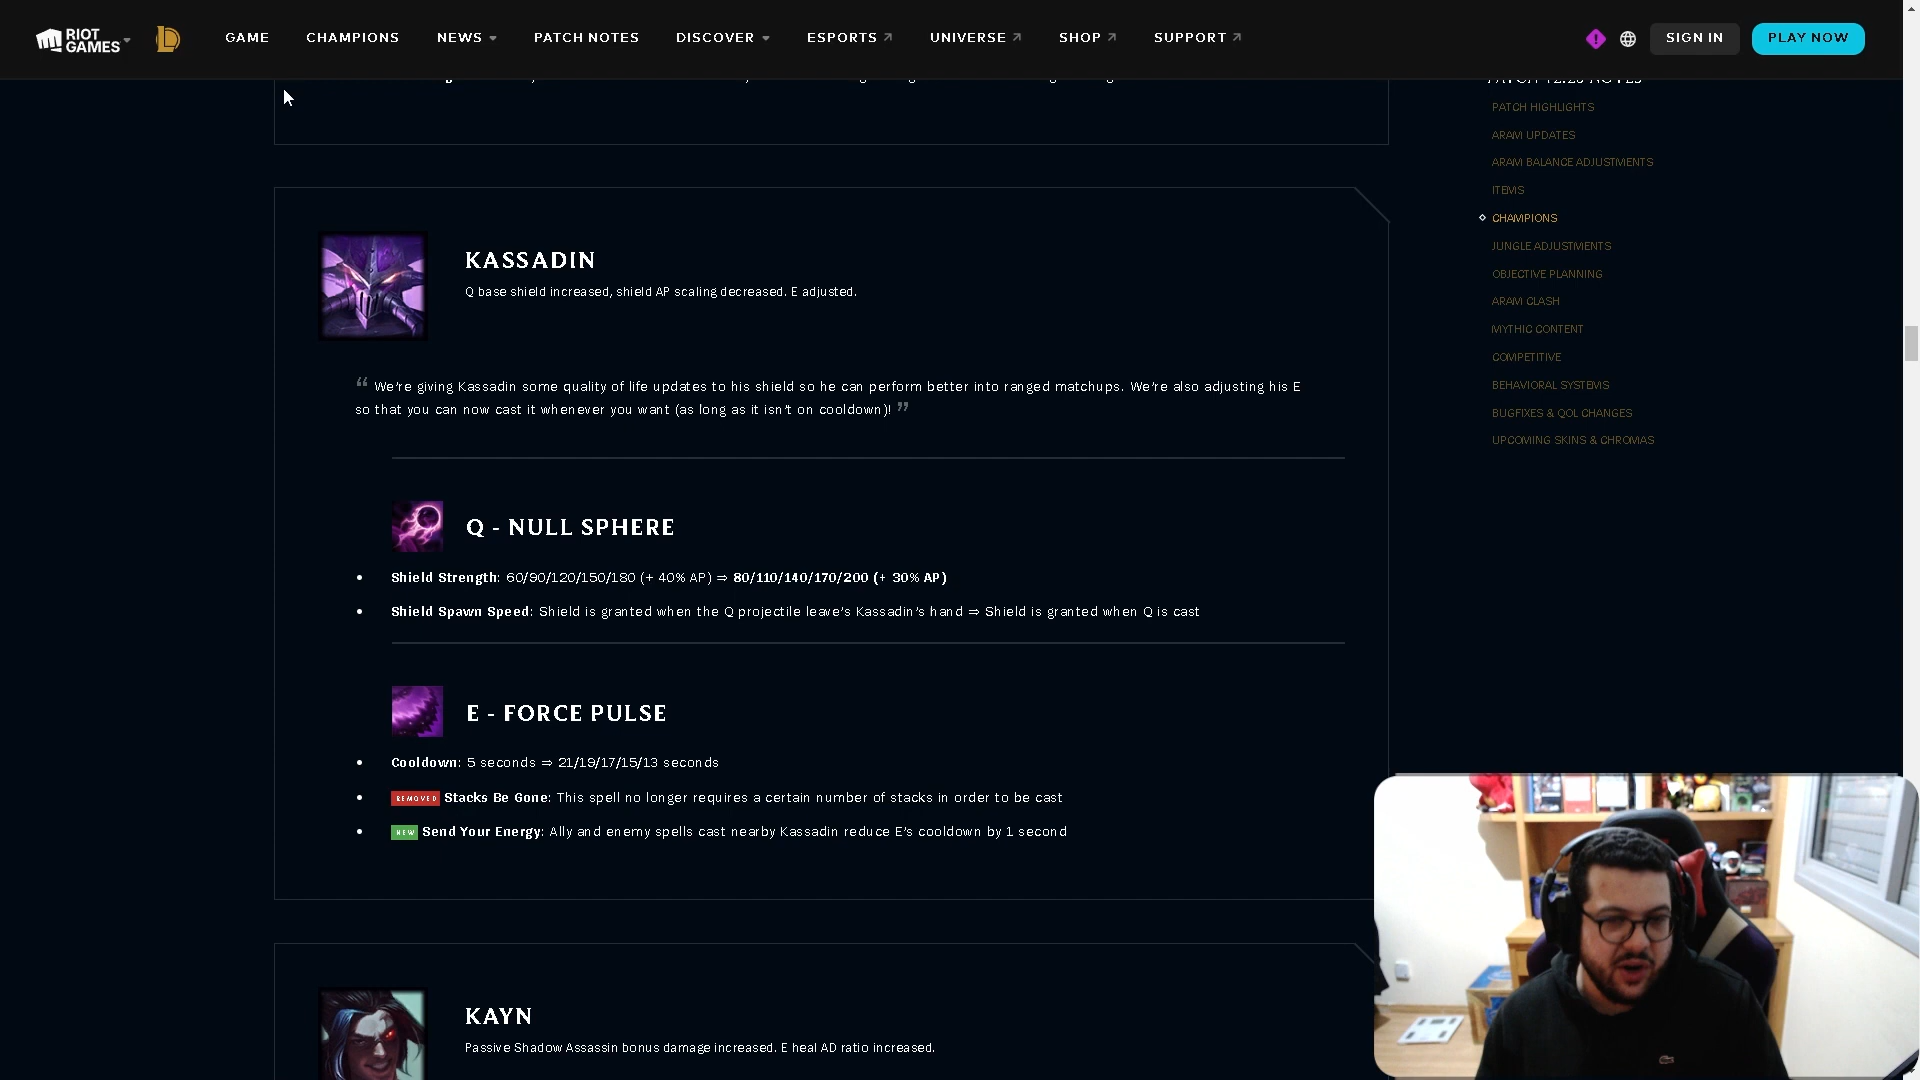 RIOT GAMES
GAME CHAMPIONS NEWS PATCH NOTES DISCOVER ESPORTS UNIVERSE SHOP SUPPORT SIGN IN PLAY NOW
PATCH 12.23 NOTES
PATCH HIGHLIGHTS
ARAM UPDATES
ARAM BALANCE ADJUSTMENTS
ITEMS
CHAMPIONS
JUNGLE ADJUSTMENTS
OBJECTIVE PLANNING
ARAM CLASH
MYTHIC CONTENT
COMPETITIVE
BEHAVIORAL SYSTEMS
BUGFIXES & QOL CHANGES
UPCOMING SKINS & CHROMAS
KASSADIN
Q base shield increased, shield AP scaling decreased. E adjusted.
“ We're giving Kassadin some quality of life updates to his shield so he can perform better into ranged matchups. We're also adjusting his E
so that you can now cast it whenever you want (as long as it isn't on cooldown)! ”
Q - NULL SPHERE
• Shield Strength: 60/90/120/150/180 (+ 40% AP) ⇒ 80/110/140/170/200 (+ 30% AP)
• Shield Spawn Speed: Shield is granted when the Q projectile leave's Kassadin's hand ⇒ Shield is granted when Q is cast
E - FORCE PULSE
• Cooldown: 5 seconds ⇒ 21/19/17/15/13 seconds
• REMOVED Stacks Be Gone: This spell no longer requires a certain number of stacks in order to be cast
• NEW Send Your Energy: Ally and enemy spells cast nearby Kassadin reduce E's cooldown by 1 second
KAYN
Passive Shadow Assassin bonus damage increased. E heal AD ratio increased.